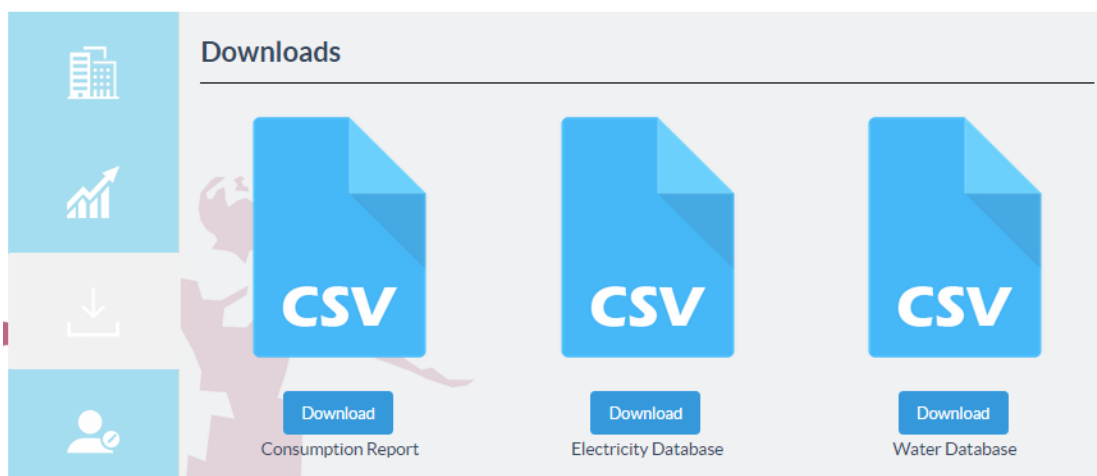 Downloads
CSV CSV CSV
Download Download Download
Consumption Report Electricity Database Water Database